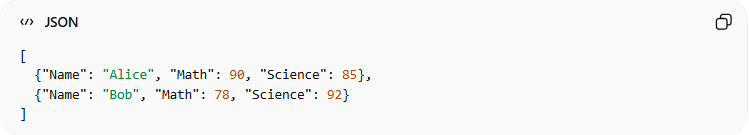 JSON
[
  {"Name": "Alice", "Math": 90, "Science": 85},
  {"Name": "Bob", "Math": 78, "Science": 92}
]